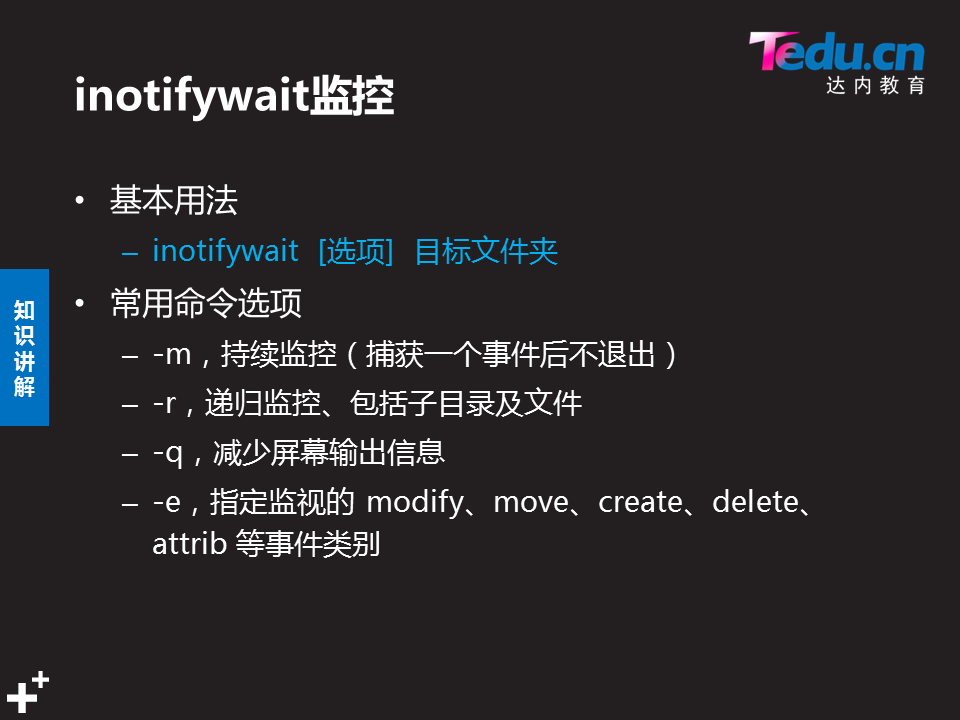 Tedu.cn
达内教育
inotifywait监控
• 基本用法
– inotifywait [选项] 目标文件夹
• 常用命令选项
– -m，持续监控（捕获一个事件后不退出）
– -r，递归监控、包括子目录及文件
– -q，减少屏幕输出信息
– -e，指定监视的 modify、move、create、delete、
attrib 等事件类别
知
识
讲
解